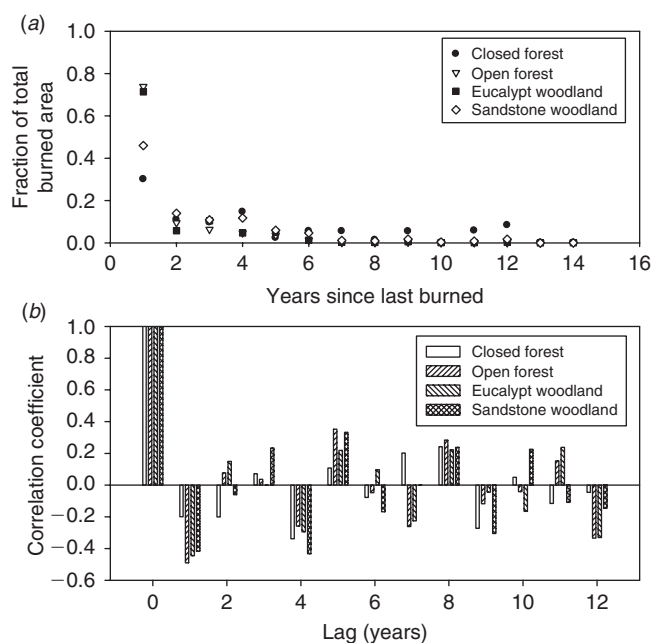 (a)
1.0
0.8
0.6
0.4
0.2
0.0
Fraction of total
burned area
Closed forest
Open forest
Eucalypt woodland
Sandstone woodland
0 2 4 6 8 10 12 14 16
Years since last burned
(b)
1.0
0.8
0.6
0.4
0.2
0.0
−0.2
−0.4
−0.6
Correlation coefficient
Closed forest
Open forest
Eucalypt woodland
Sandstone woodland
0 2 4 6 8 10 12
Lag (years)